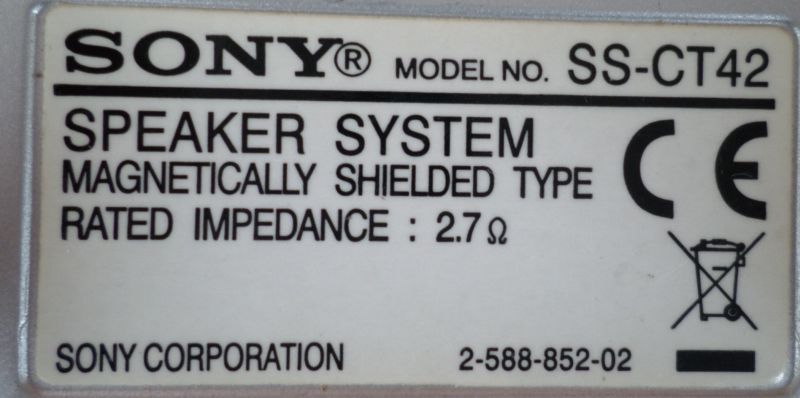 SONY® MODEL NO. SS-CT42
SPEAKER SYSTEM
MAGNETICALLY SHIELDED TYPE
RATED IMPEDANCE : 2.7Ω
CE
SONY CORPORATION 2-588-852-02